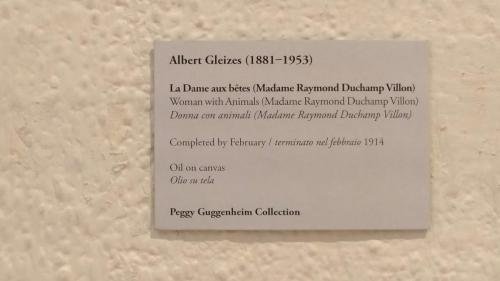 Albert Gleizes (1881–1953)
La Dame aux bêtes (Madame Raymond Duchamp Villon)
Woman with Animals (Madame Raymond Duchamp Villon)
Donna con animali (Madame Raymond Duchamp Villon)
Completed by February / terminato nel febbraio 1914
Oil on canvas
Olio su tela
Peggy Guggenheim Collection